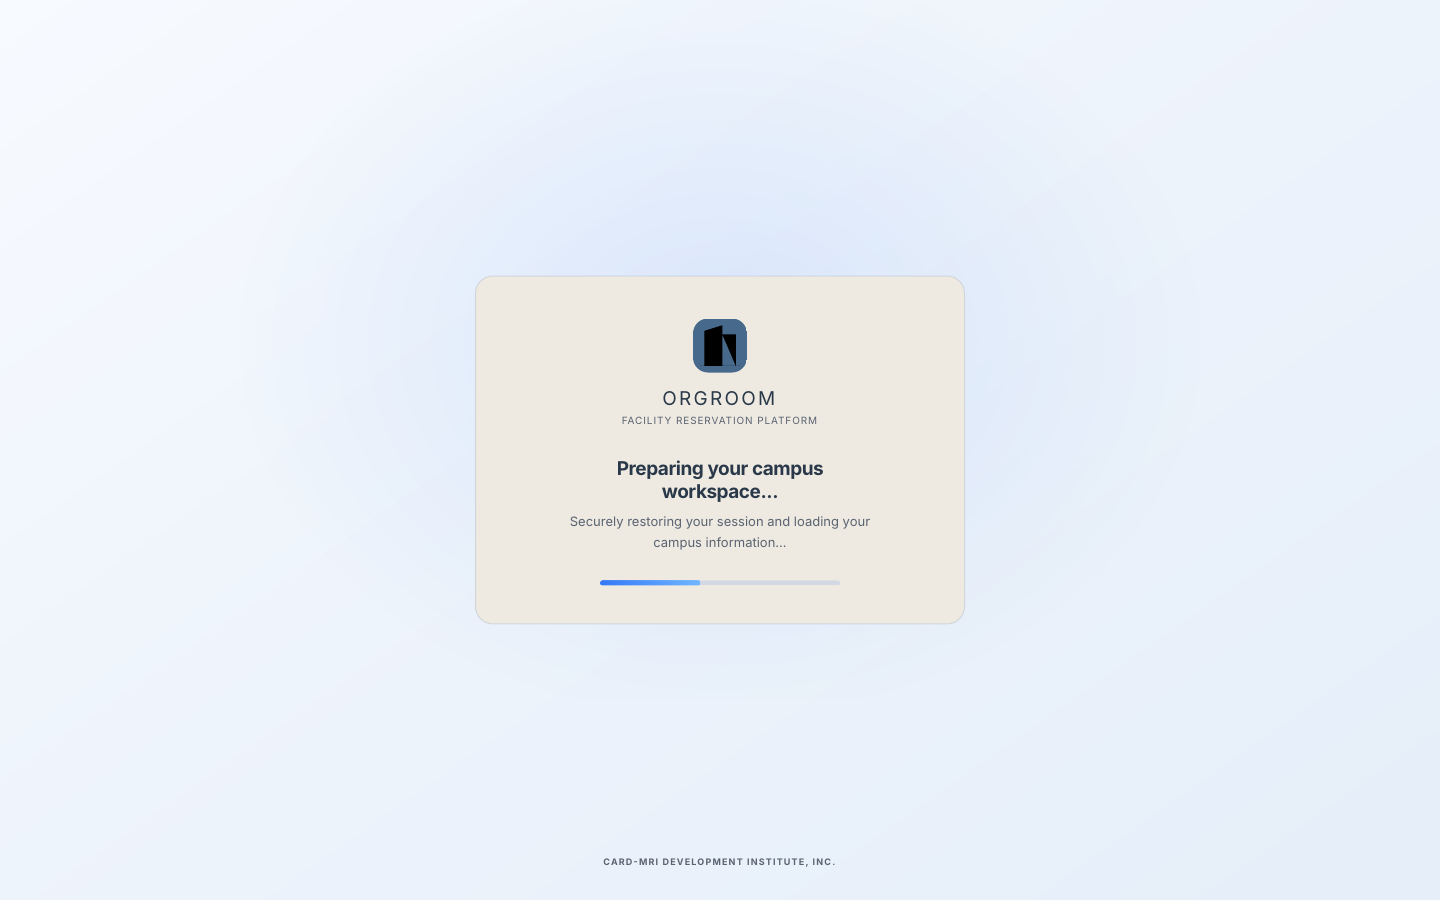 ORGROOM
FACILITY RESERVATION PLATFORM
Preparing your campus
workspace...
Securely restoring your session and loading your
campus information...
CARD-MRI DEVELOPMENT INSTITUTE, INC.